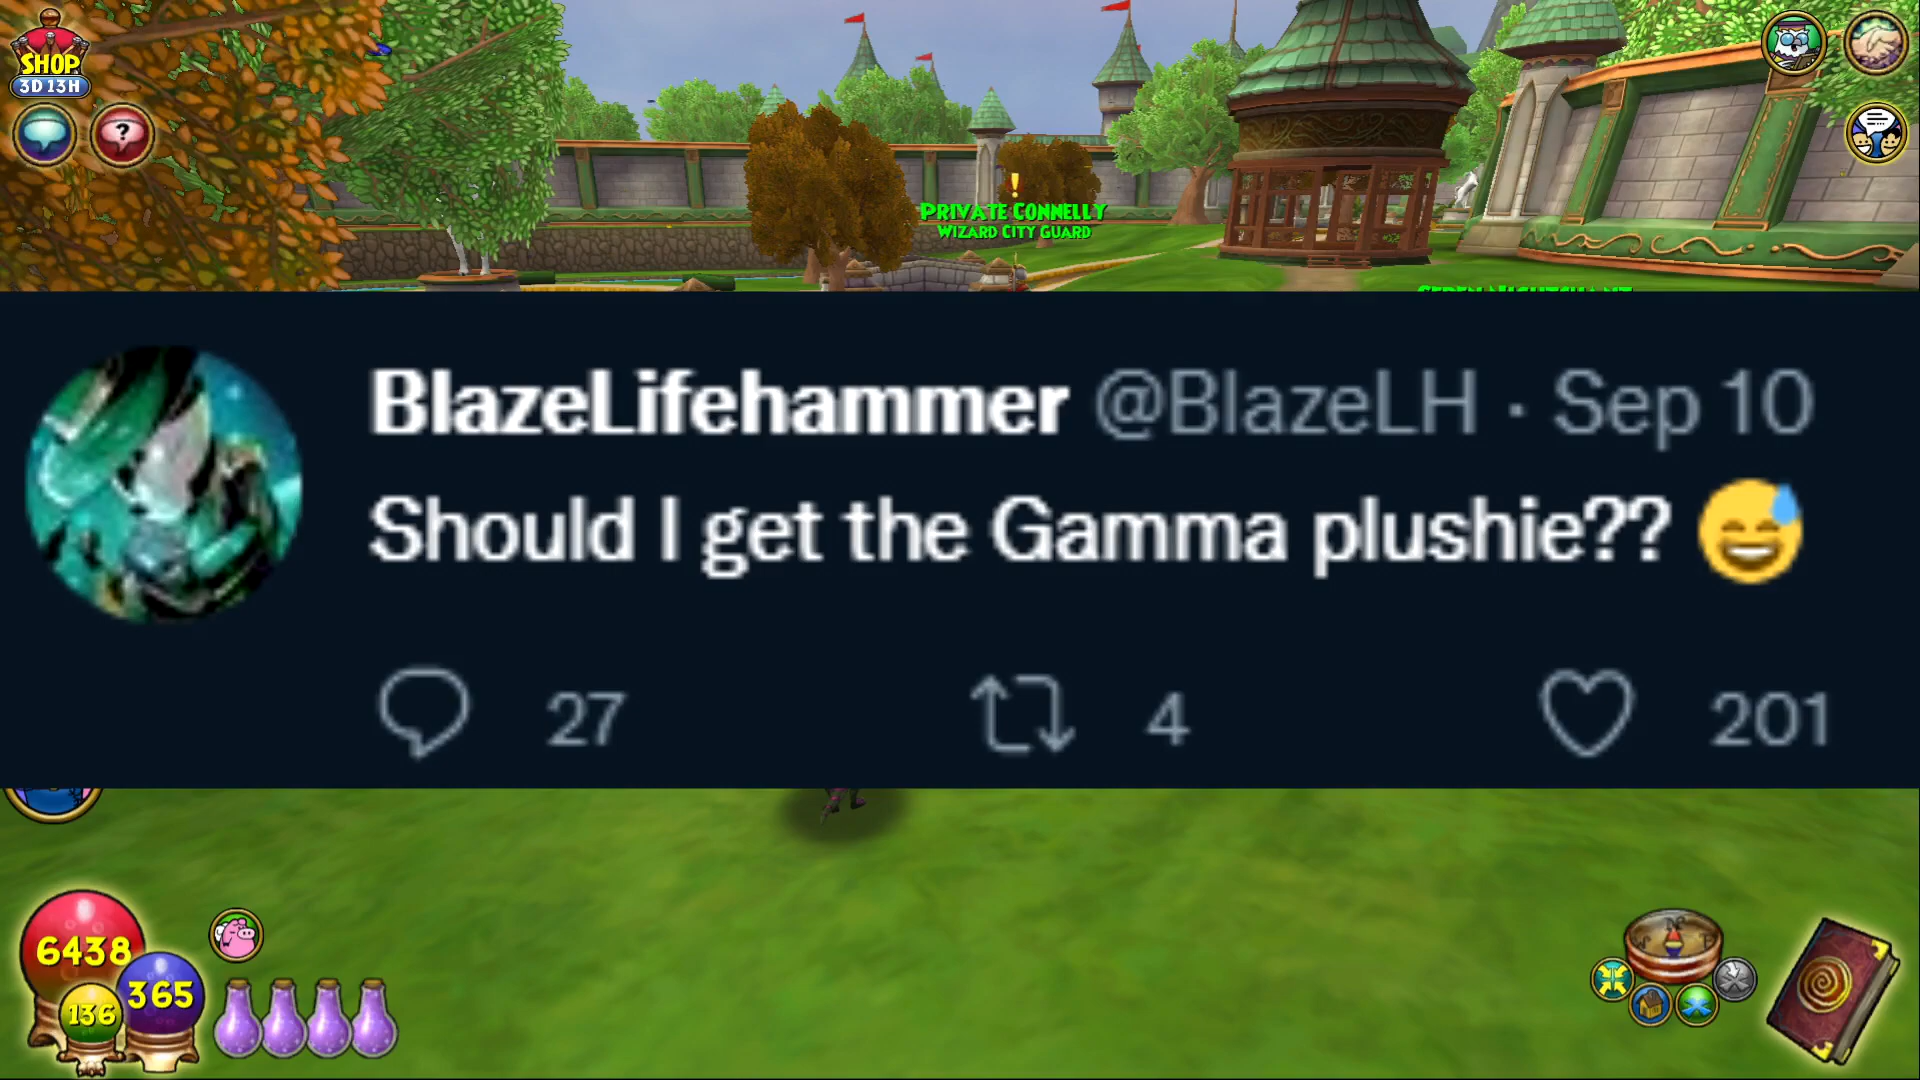 SHOP
3D 13H
?
PRIVATE CONNELLY
WIZARD CITY GUARD
BlazeLifehammer @BlazeLH · Sep 10
Should I get the Gamma plushie?? 😅
27 4 201
6438
365
136